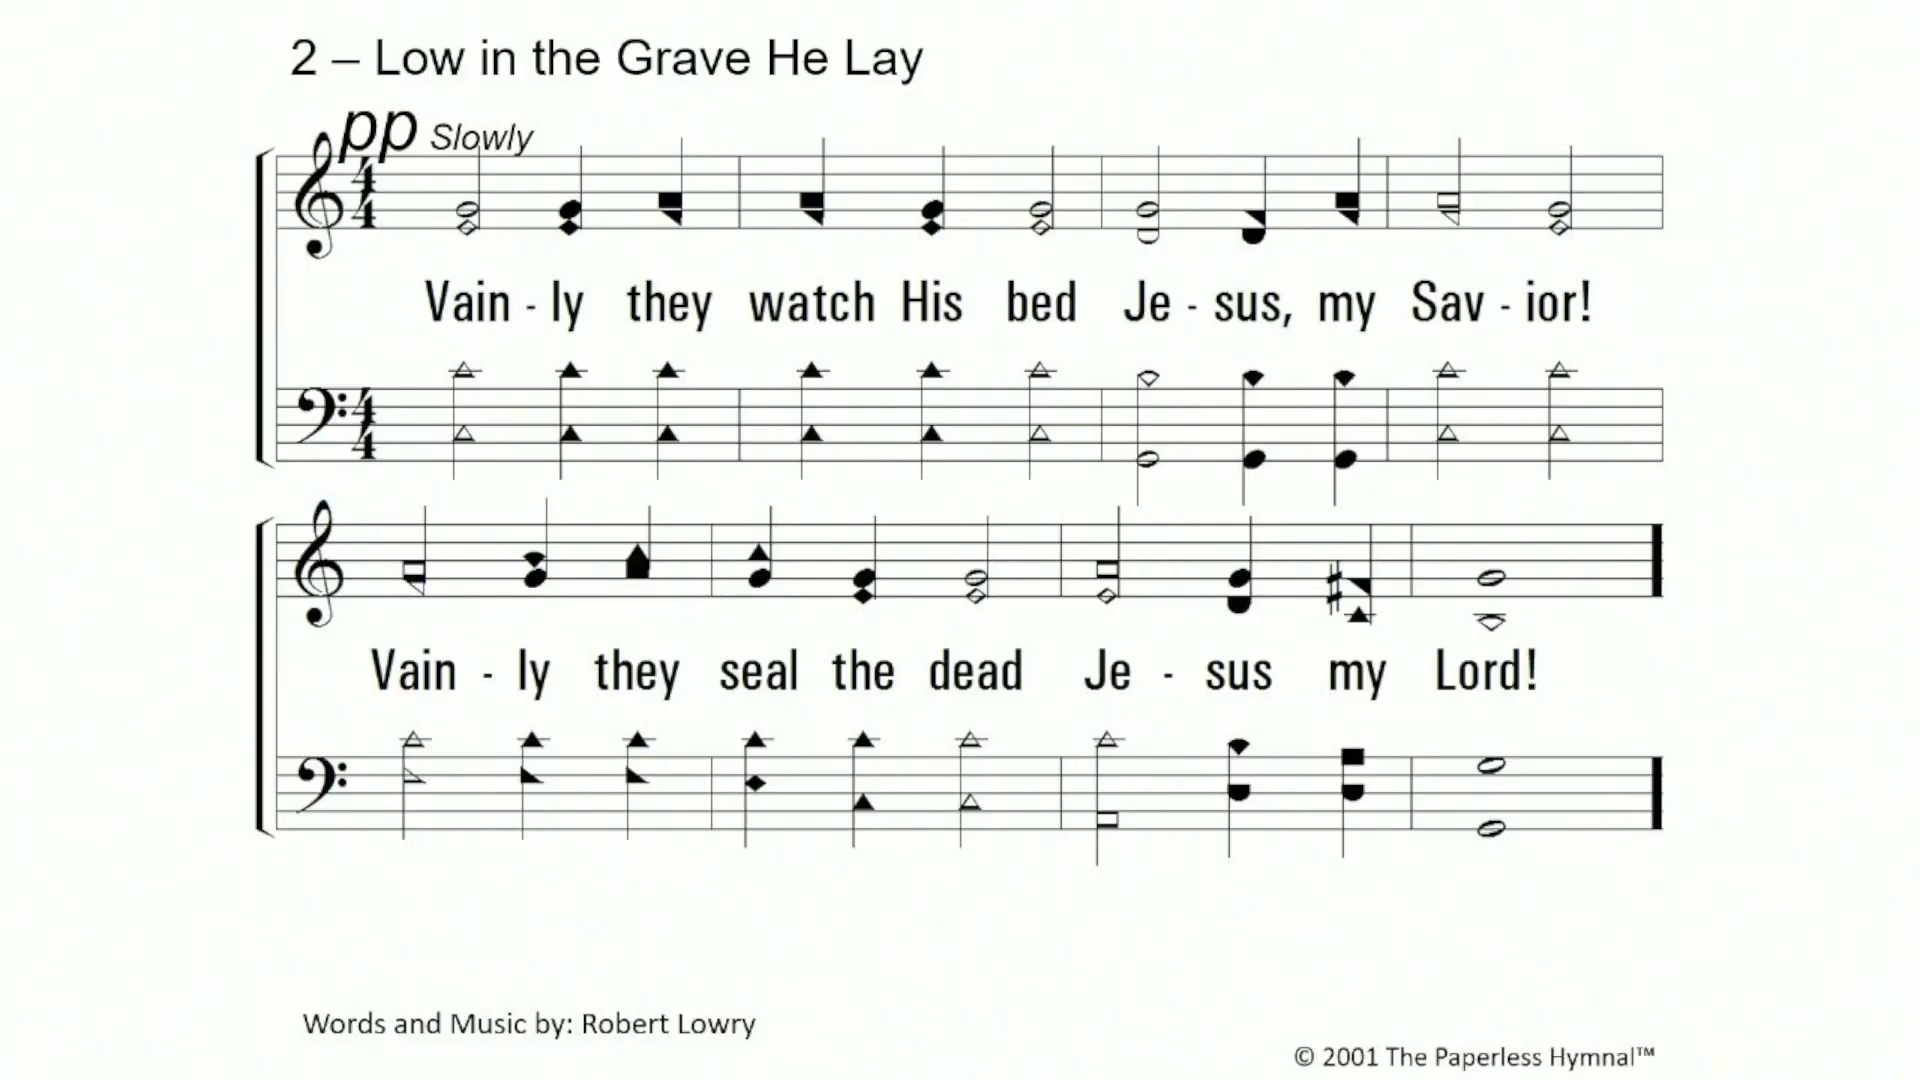 2 – Low in the Grave He Lay
pp Slowly
Vain - ly they watch His bed Je - sus, my Sav - ior!
Vain - ly they seal the dead Je - sus my Lord!
Words and Music by: Robert Lowry
© 2001 The Paperless Hymnal™